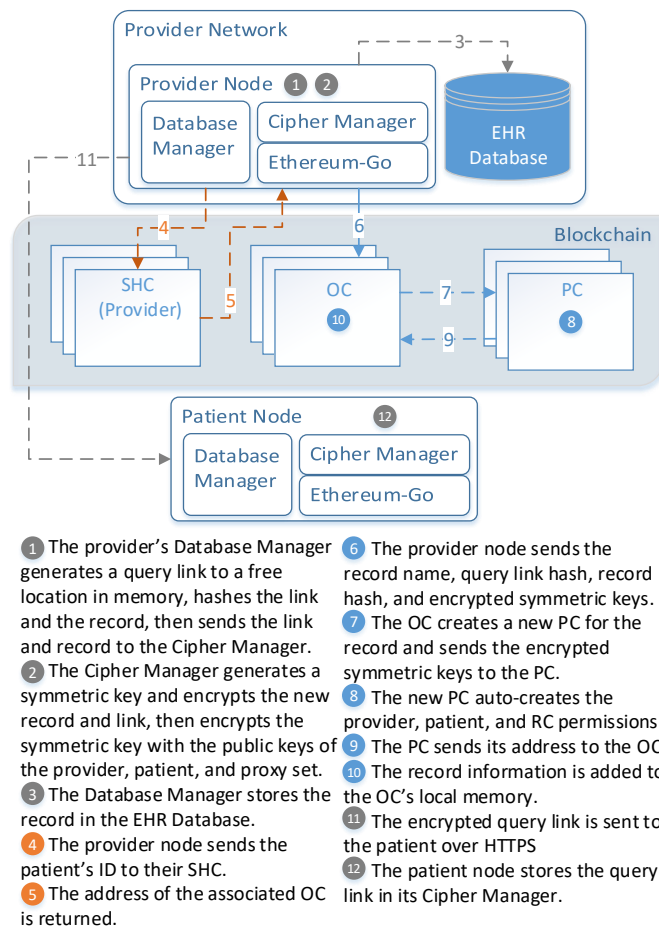 Provider Network
3
Provider Node 1 2
Database
Manager
Cipher Manager
Ethereum-Go
EHR
Database
11
4
5
6
Blockchain
SHC
(Provider)
OC
10
7
9
PC
8
Patient Node 12
Database
Manager
Cipher Manager
Ethereum-Go
1 The provider's Database Manager
generates a query link to a free
location in memory, hashes the link
and the record, then sends the link
and record to the Cipher Manager.
2 The Cipher Manager generates a
symmetric key and encrypts the new
record and link, then encrypts the
symmetric key with the public keys of
the provider, patient, and proxy set.
3 The Database Manager stores the
record in the EHR Database.
4 The provider node sends the
patient's ID to their SHC.
5 The address of the associated OC
is returned.
6 The provider node sends the
record name, query link hash, record
hash, and encrypted symmetric keys.
7 The OC creates a new PC for the
record and sends the encrypted
symmetric keys to the PC.
8 The new PC auto-creates the
provider, patient, and RC permissions
9 The PC sends its address to the OC
10 The record information is added to
the OC's local memory.
11 The encrypted query link is sent to
the patient over HTTPS
12 The patient node stores the query
link in its Cipher Manager.